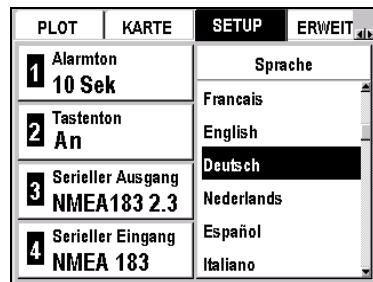 PLOT KARTE SETUP ERWEIT
1 Alarmton
10 Sek
2 Tastenton
An
3 Serieller Ausgang
NMEA183 2.3
4 Serieller Eingang
NMEA 183
Sprache
Francais
English
Deutsch
Nederlands
Español
Italiano